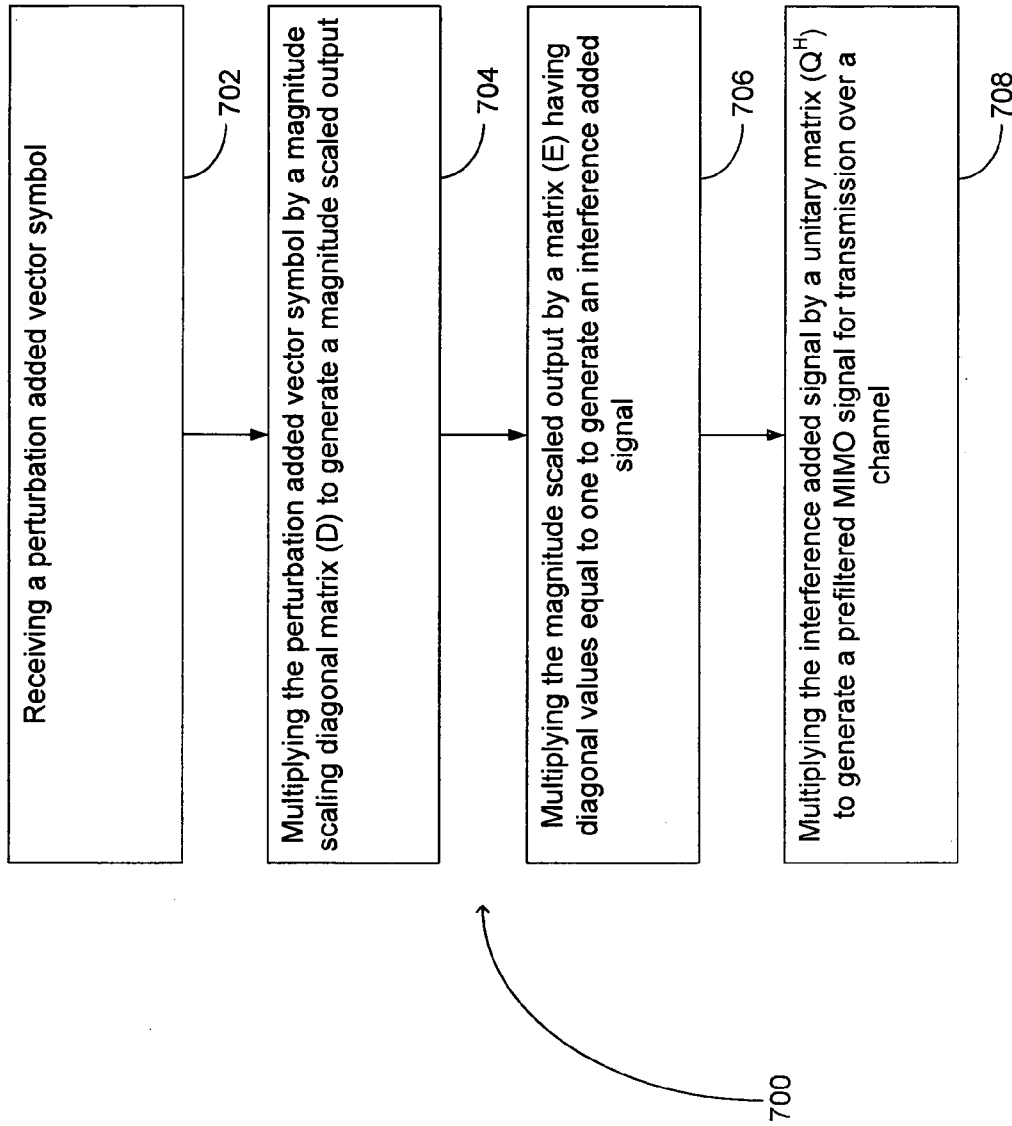 Receiving a perturbation added vector symbol
702
Multiplying the perturbation added vector symbol by a magnitude
scaling diagonal matrix (D) to generate a magnitude scaled output
704
Multiplying the magnitude scaled output by a matrix (E) having
diagonal values equal to one to generate an interference added
signal
706
Multiplying the interference added signal by a unitary matrix (Q^H)
to generate a prefiltered MIMO signal for transmission over a
channel
708
700